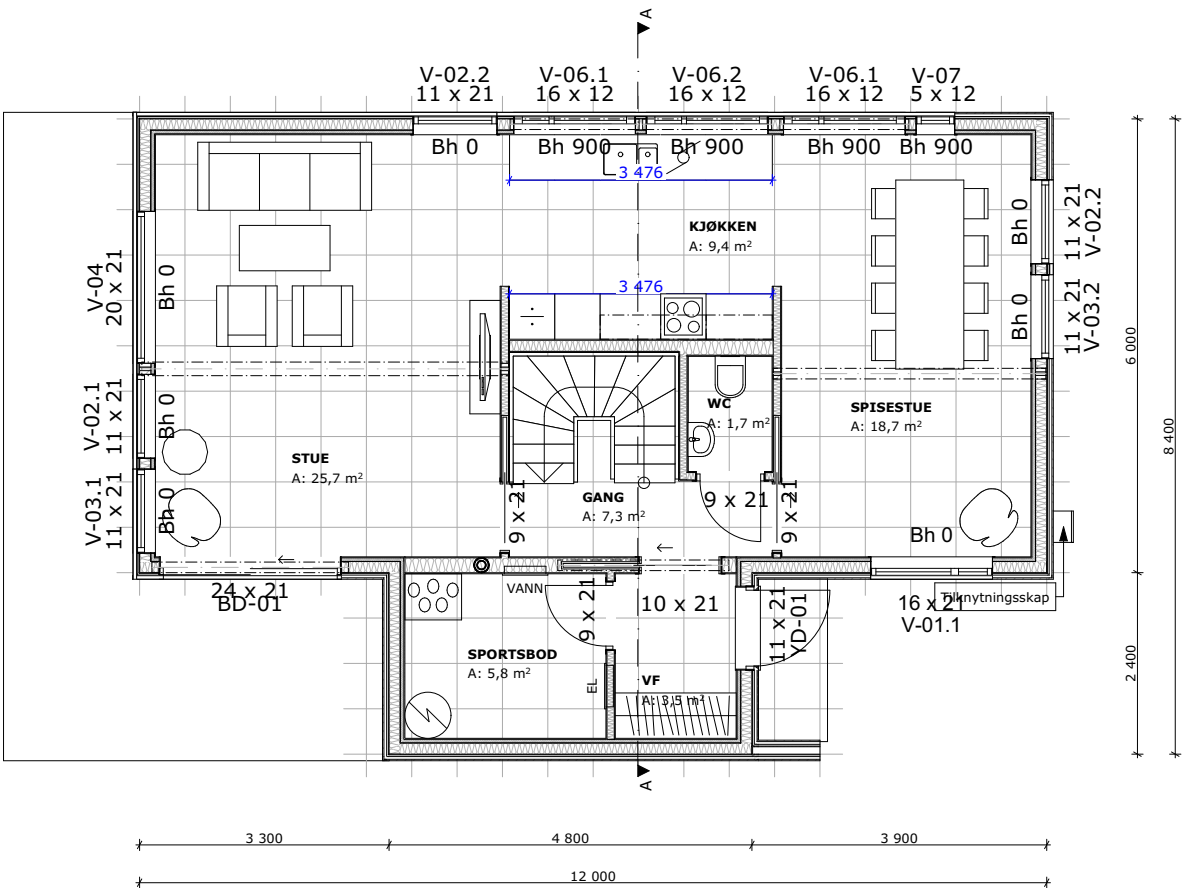 A
V-02.2
11 x 21
V-06.1
16 x 12
V-06.2
16 x 12
V-06.1
16 x 12
V-07
5 x 12
Bh 0
Bh 900
Bh 900
Bh 900
Bh 900
3 476
KJØKKEN
A: 9,4 m²
3 476
V-04
20 x 21
Bh 0
V-02.1
11 x 21
Bh 0
V-03.1
11 x 21
Bh 0
Bh 0
11 x 21
V-02.2
Bh 0
11 x 21
V-03.2
WC
A: 1,7 m²
SPISESTUE
A: 18,7 m²
STUE
A: 25,7 m²
GANG
A: 7,3 m²
9 x 21
9 x 21
9 x 21
Bh 0
24 x 21
BD-01
VANN
9 x 21
10 x 21
11 x 21
YD-01
16 x 21
V-01.1
Tilknytningsskap
SPORTSBOD
A: 5,8 m²
EL
VF
A: 3,5 m²
A
6 000
2 400
8 400
3 300
4 800
3 900
12 000